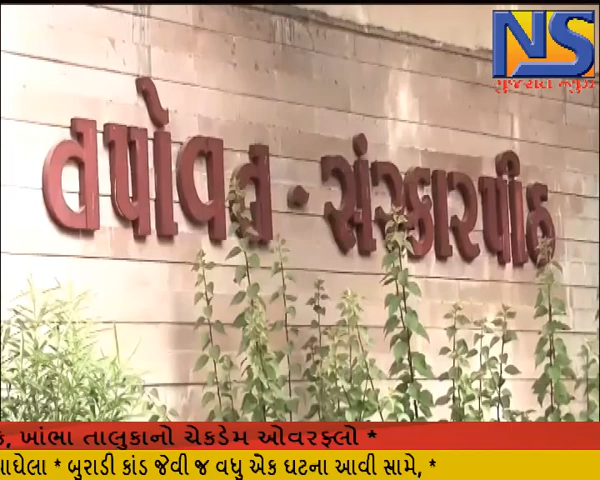 NS
ગુજરાત ન્યુઝ
તપોવન - સંસ્કારપીઠ
ખાંભા તાલુકાનો ચેકડેમ ઓવરફ્લો *
* બુરાડી કાંડ જેવી જ વધુ એક ઘટના આવી સામે, *